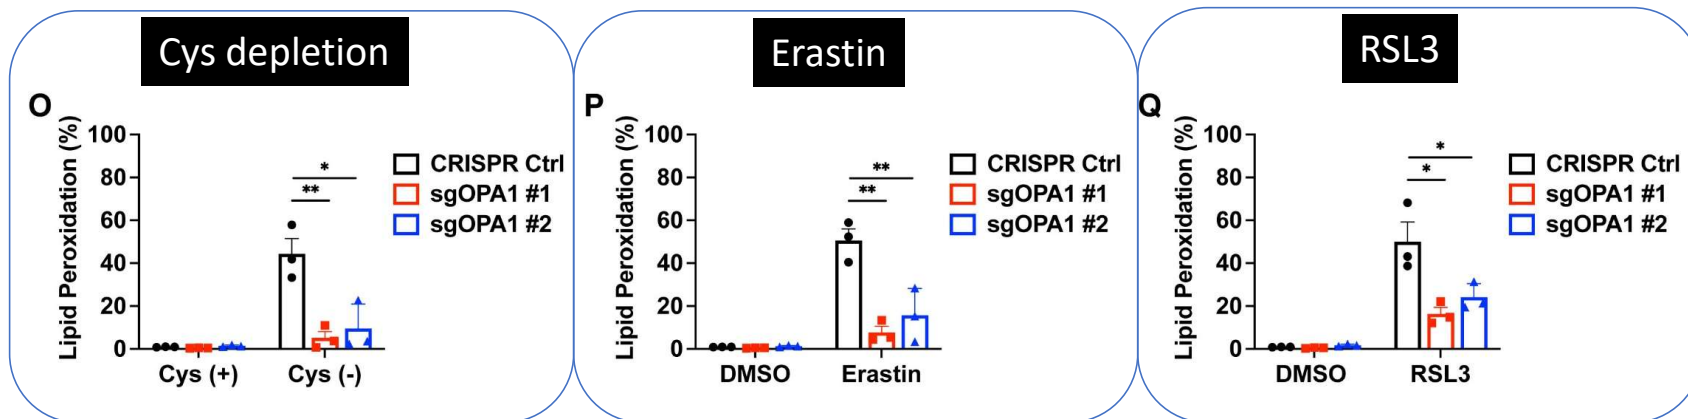 Cys depletion
O
Lipid Peroxidation (%)
100
80
60
40
20
0
**
*
Cys (+)
Cys (-)
CRISPR Ctrl
sgOPA1 #1
sgOPA1 #2
Erastin
P
Lipid Peroxidation (%)
100
80
60
40
20
0
**
**
DMSO
Erastin
CRISPR Ctrl
sgOPA1 #1
sgOPA1 #2
RSL3
Q
Lipid Peroxidation (%)
100
80
60
40
20
0
*
*
DMSO
RSL3
CRISPR Ctrl
sgOPA1 #1
sgOPA1 #2